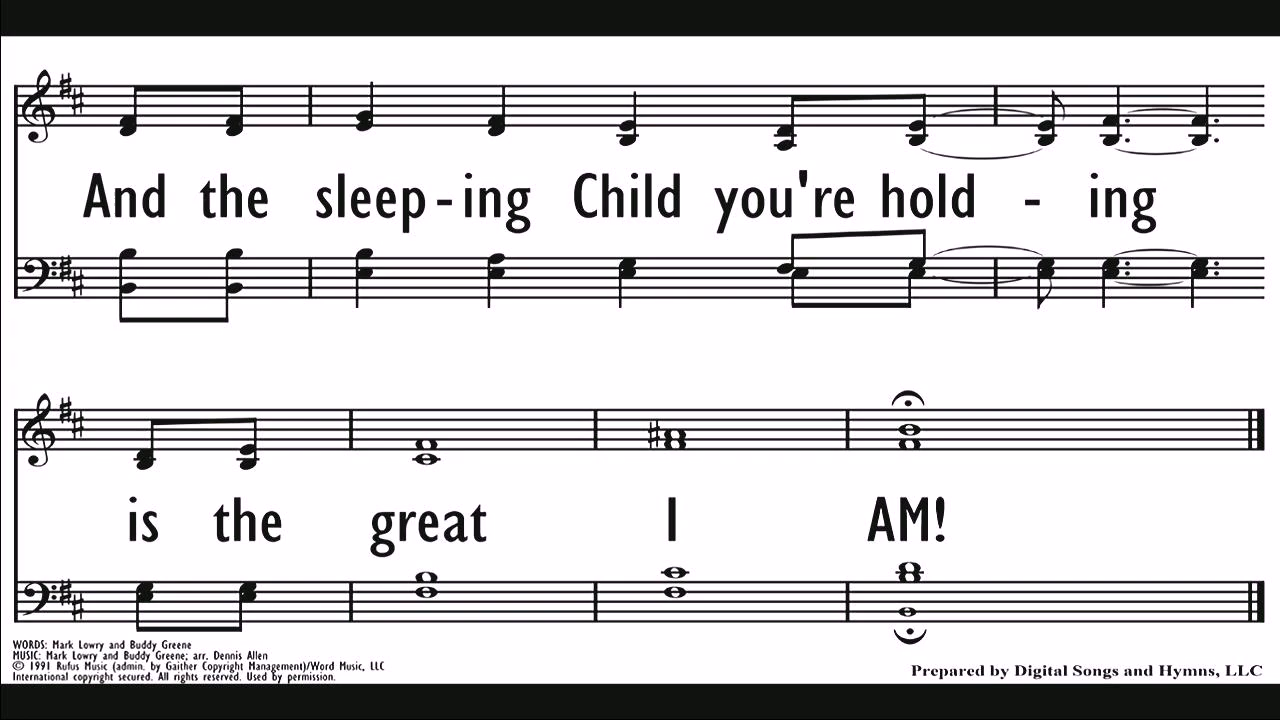 And the sleep - ing Child you're hold - ing
is the great I AM!
WORDS: Mark Lowry and Buddy Greene
MUSIC: Mark Lowry and Buddy Greene; arr. Dennis Allen
© 1991 Rufus Music (admin. by Gaither Copyright Management)/Word Music, LLC
International copyright secured. All rights reserved. Used by permission.
Prepared by Digital Songs and Hymns, LLC